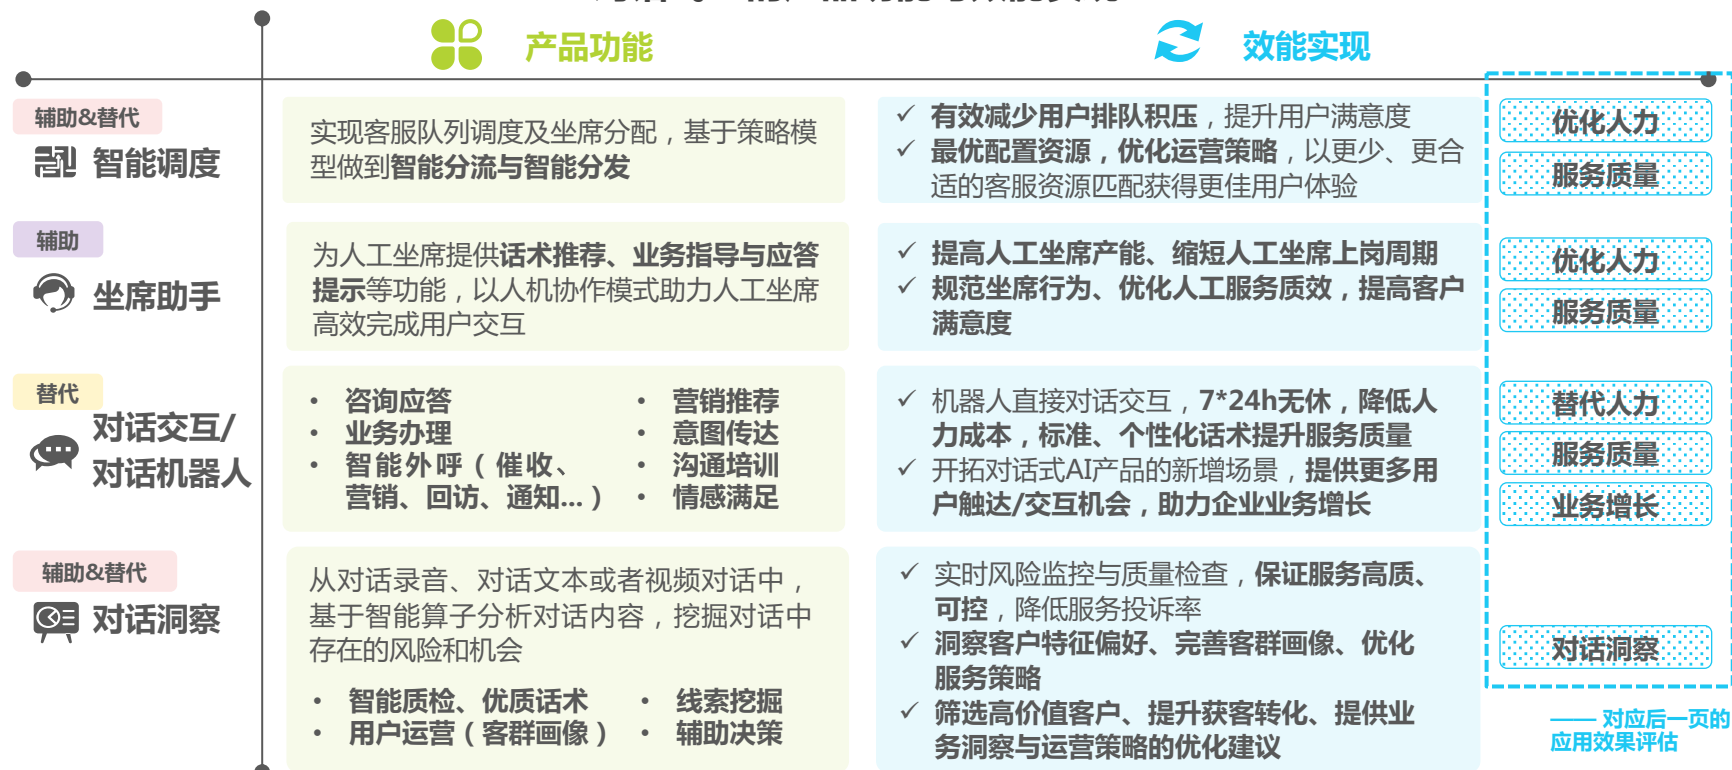 产品功能
效能实现
辅助&替代
智能调度
实现客服队列调度及坐席分配，基于策略模
型做到智能分流与智能分发
✓ 有效减少用户排队积压，提升用户满意度
✓ 最优配置资源，优化运营策略，以更少、更合
适的客服资源匹配获得更佳用户体验
优化人力
服务质量
辅助
坐席助手
为人工坐席提供话术推荐、业务指导与应答
提示等功能，以人机协作模式助力人工坐席
高效完成用户交互
✓ 提高人工坐席产能、缩短人工坐席上岗周期
✓ 规范坐席行为、优化人工服务质效，提高客户
满意度
优化人力
服务质量
替代
对话交互/
对话机器人
• 咨询应答
• 业务办理
• 智能外呼（催收、
营销、回访、通知...）
• 营销推荐
• 意图传达
• 沟通培训
• 情感满足
✓ 机器人直接对话交互，7*24h无休，降低人
力成本，标准、个性化话术提升服务质量
✓ 开拓对话式AI产品的新增场景，提供更多用
户触达/交互机会，助力企业业务增长
替代人力
服务质量
业务增长
辅助&替代
对话洞察
从对话录音、对话文本或者视频对话中，
基于智能算子分析对话内容，挖掘对话中
存在的风险和机会
• 智能质检、优质话术
• 用户运营（客群画像）
• 线索挖掘
• 辅助决策
✓ 实时风险监控与质量检查，保证服务高质、
可控，降低服务投诉率
✓ 洞察客户特征偏好、完善客群画像、优化
服务策略
✓ 筛选高价值客户、提升获客转化、提供业
务洞察与运营策略的优化建议
对话洞察
—— 对应后一页的
应用效果评估